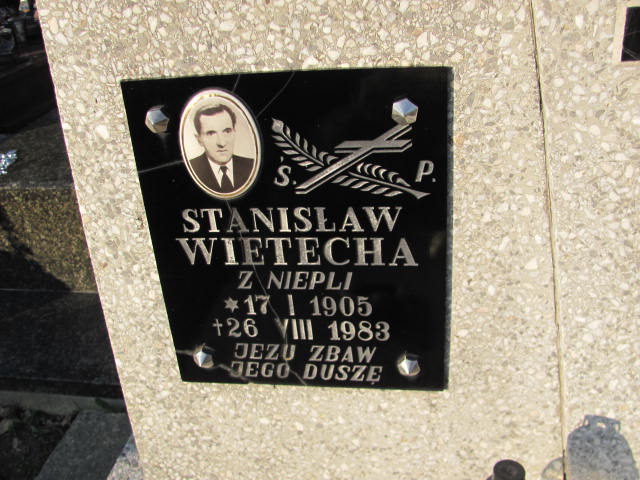 Ś. P.
STANISŁAW
WIETECHA
Z NIEPLI
*17 I 1905
†26 VIII 1983
JEZU ZBAW
JEGO DUSZĘ